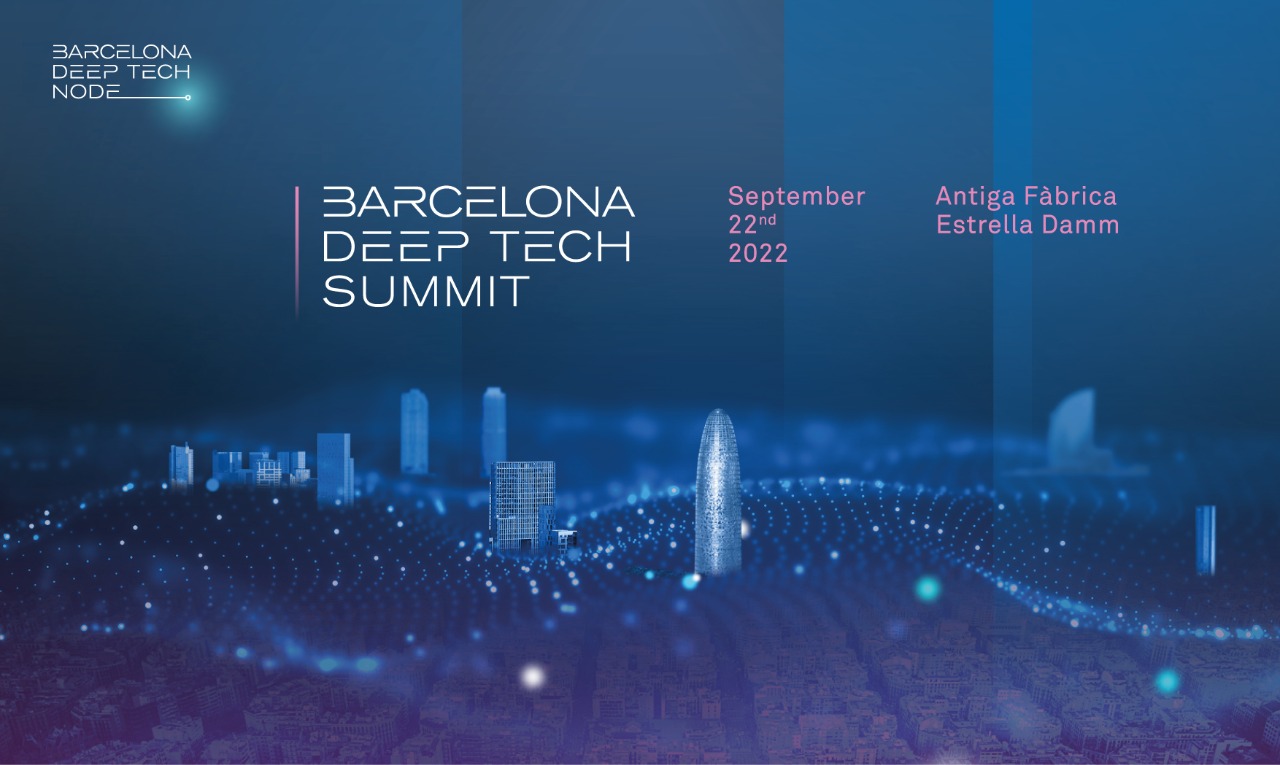 BARCELONA
DEEP TECH
NODE
BARCELONA
DEEP TECH
SUMMIT
September
22nd
2022
Antiga Fàbrica
Estrella Damm